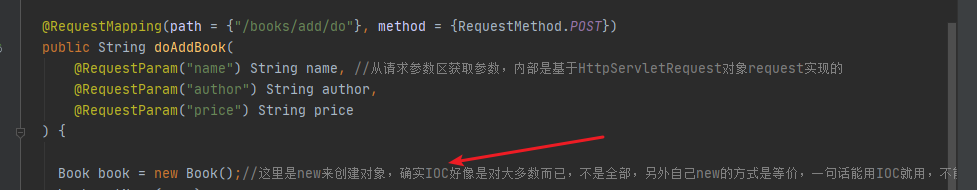 @RequestMapping(path = {"/books/add/do"}, method = {RequestMethod.POST})
public String doAddBook(
@RequestParam("name") String name, //从请求参数区获取参数，内部是基于HttpServletRequest对象request实现的
@RequestParam("author") String author,
@RequestParam("price") String price
) {
Book book = new Book();//这里是new来创建对象，确实IOC好像是对大多数而已，不是全部，另外自己new的方式是等价，一句话能用IOC就用，不